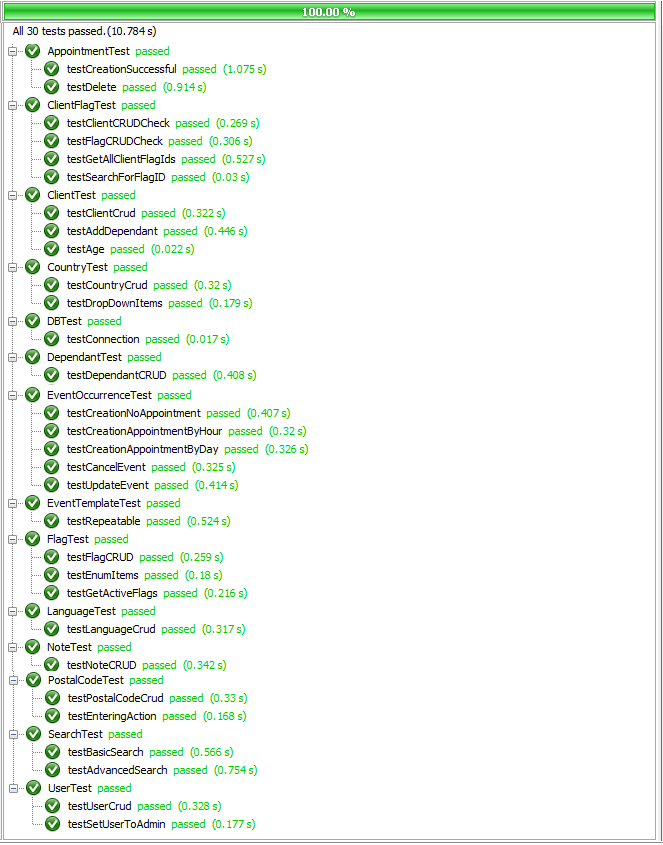 100.00 %
All 30 tests passed.(10.784 s)
AppointmentTest passed
testCreationSuccessful passed (1.075 s)
testDelete passed (0.914 s)
ClientFlagTest passed
testClientCRUDCheck passed (0.269 s)
testFlagCRUDCheck passed (0.306 s)
testGetAllClientFlagIds passed (0.527 s)
testSearchForFlagID passed (0.03 s)
ClientTest passed
testClientCrud passed (0.322 s)
testAddDependant passed (0.446 s)
testAge passed (0.022 s)
CountryTest passed
testCountryCrud passed (0.32 s)
testDropDownItems passed (0.179 s)
DBTest passed
testConnection passed (0.017 s)
DependantTest passed
testDependantCRUD passed (0.408 s)
EventOccurrenceTest passed
testCreationNoAppointment passed (0.407 s)
testCreationAppointmentByHour passed (0.32 s)
testCreationAppointmentByDay passed (0.326 s)
testCancelEvent passed (0.325 s)
testUpdateEvent passed (0.414 s)
EventTemplateTest passed
testRepeatable passed (0.524 s)
FlagTest passed
testFlagCRUD passed (0.259 s)
testEnumItems passed (0.18 s)
testGetActiveFlags passed (0.216 s)
LanguageTest passed
testLanguageCrud passed (0.317 s)
NoteTest passed
testNoteCRUD passed (0.342 s)
PostalCodeTest passed
testPostalCodeCrud passed (0.33 s)
testEnteringAction passed (0.168 s)
SearchTest passed
testBasicSearch passed (0.566 s)
testAdvancedSearch passed (0.754 s)
UserTest passed
testUserCrud passed (0.328 s)
testSetUserToAdmin passed (0.177 s)